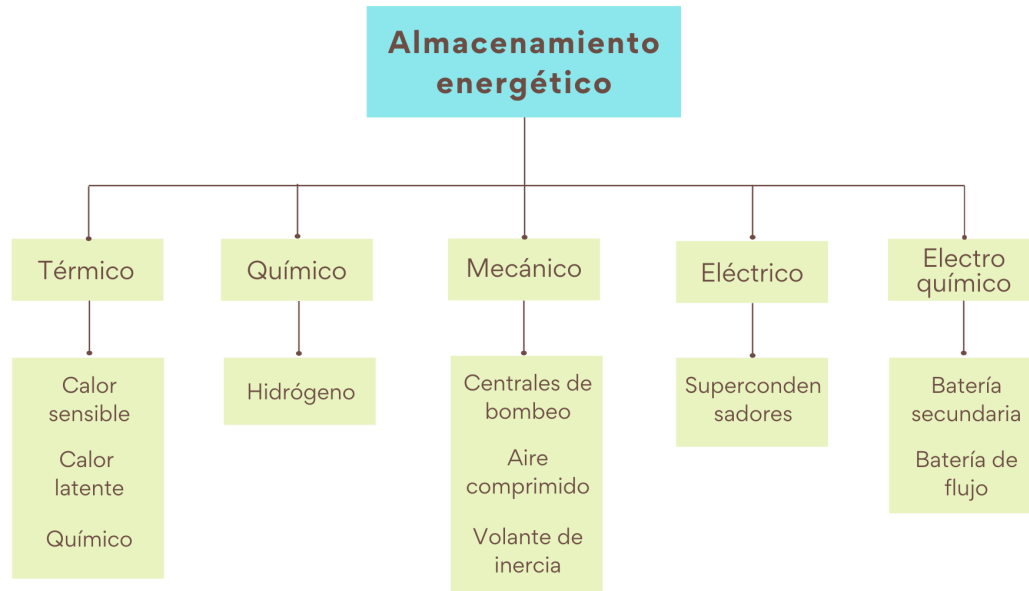 Almacenamiento
energético
Térmico
Químico
Mecánico
Eléctrico
Electro
químico
Calor
sensible
Calor
latente
Químico
Hidrógeno
Centrales de
bombeo
Aire
comprimido
Volante de
inercia
Superconden
sadores
Batería
secundaria
Batería de
flujo